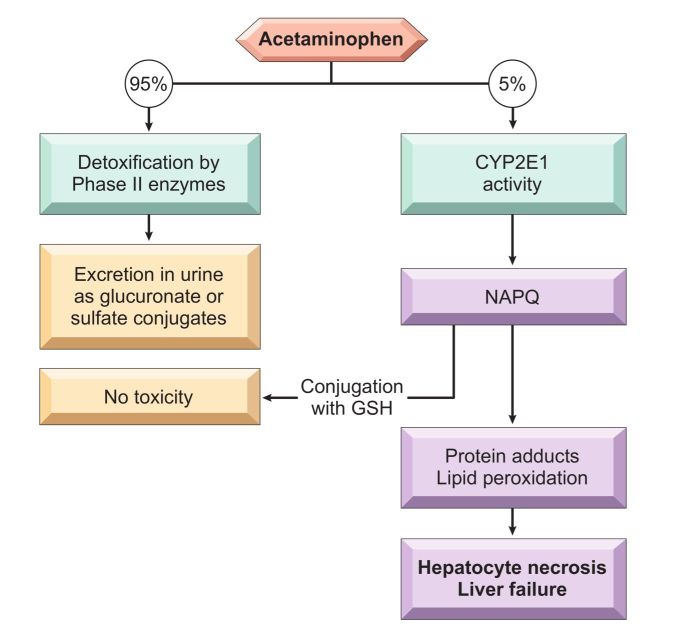 Acetaminophen
95%
5%
Detoxification by
Phase II enzymes
CYP2E1
activity
Excretion in urine
as glucuronate or
sulfate conjugates
NAPQ
No toxicity
Conjugation
with GSH
Protein adducts
Lipid peroxidation
Hepatocyte necrosis
Liver failure